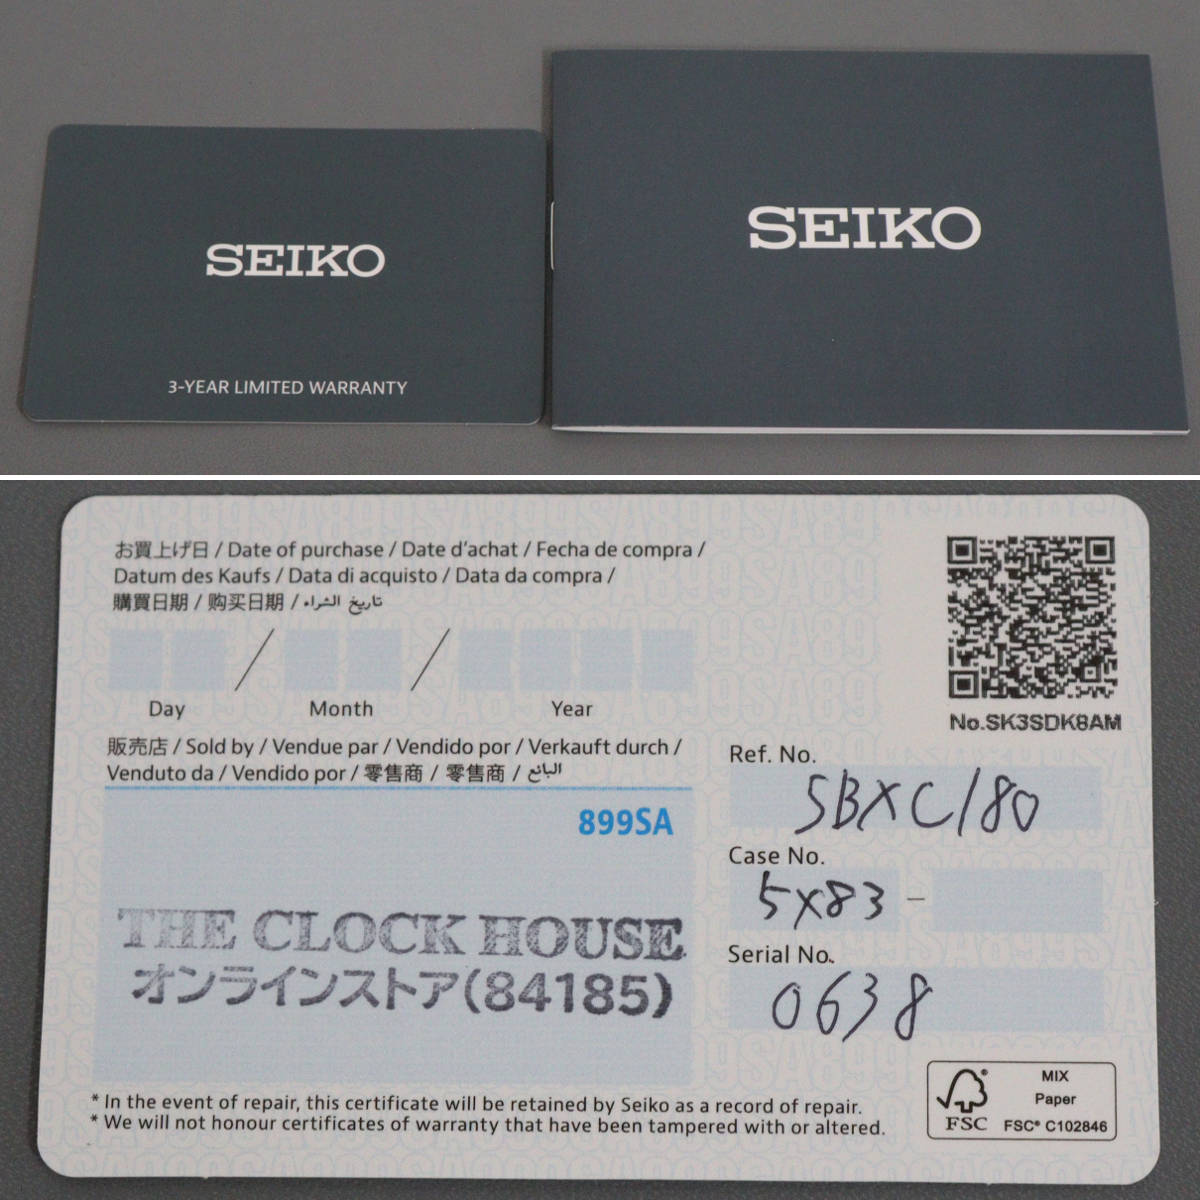 SEIKO
3-YEAR LIMITED WARRANTY
SEIKO
お買上げ日 / Date of purchase / Date d'achat / Fecha de compra /
Datum des Kaufs / Data di acquisto / Data da compra /
購買日期 / 购买日期 / تاريخ الشراء
Day Month Year
販売店 / Sold by / Vendue par / Vendido por / Verkauft durch /
Venduto da / Vendido por / 零售商 / 零售商 / البائع
899SA
THE CLOCK HOUSE
オンラインストア(84185)
No.SK3SDK8AM
Ref. No.
SBXC180
Case No.
5X83 -
Serial No.
0638
* In the event of repair, this certificate will be retained by Seiko as a record of repair.
* We will not honour certificates of warranty that have been tampered with or altered.
FSC
MIX
Paper
FSC® C102846